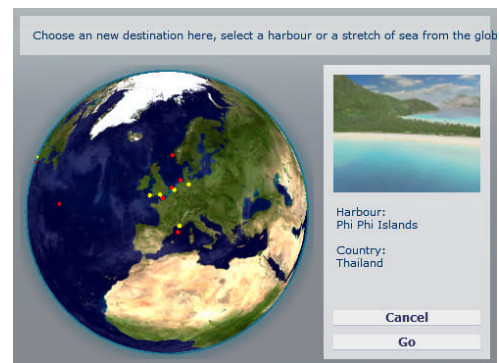 Choose an new destination here, select a harbour or a stretch of sea from the glob
Harbour:
Phi Phi Islands
Country:
Thailand
Cancel
Go